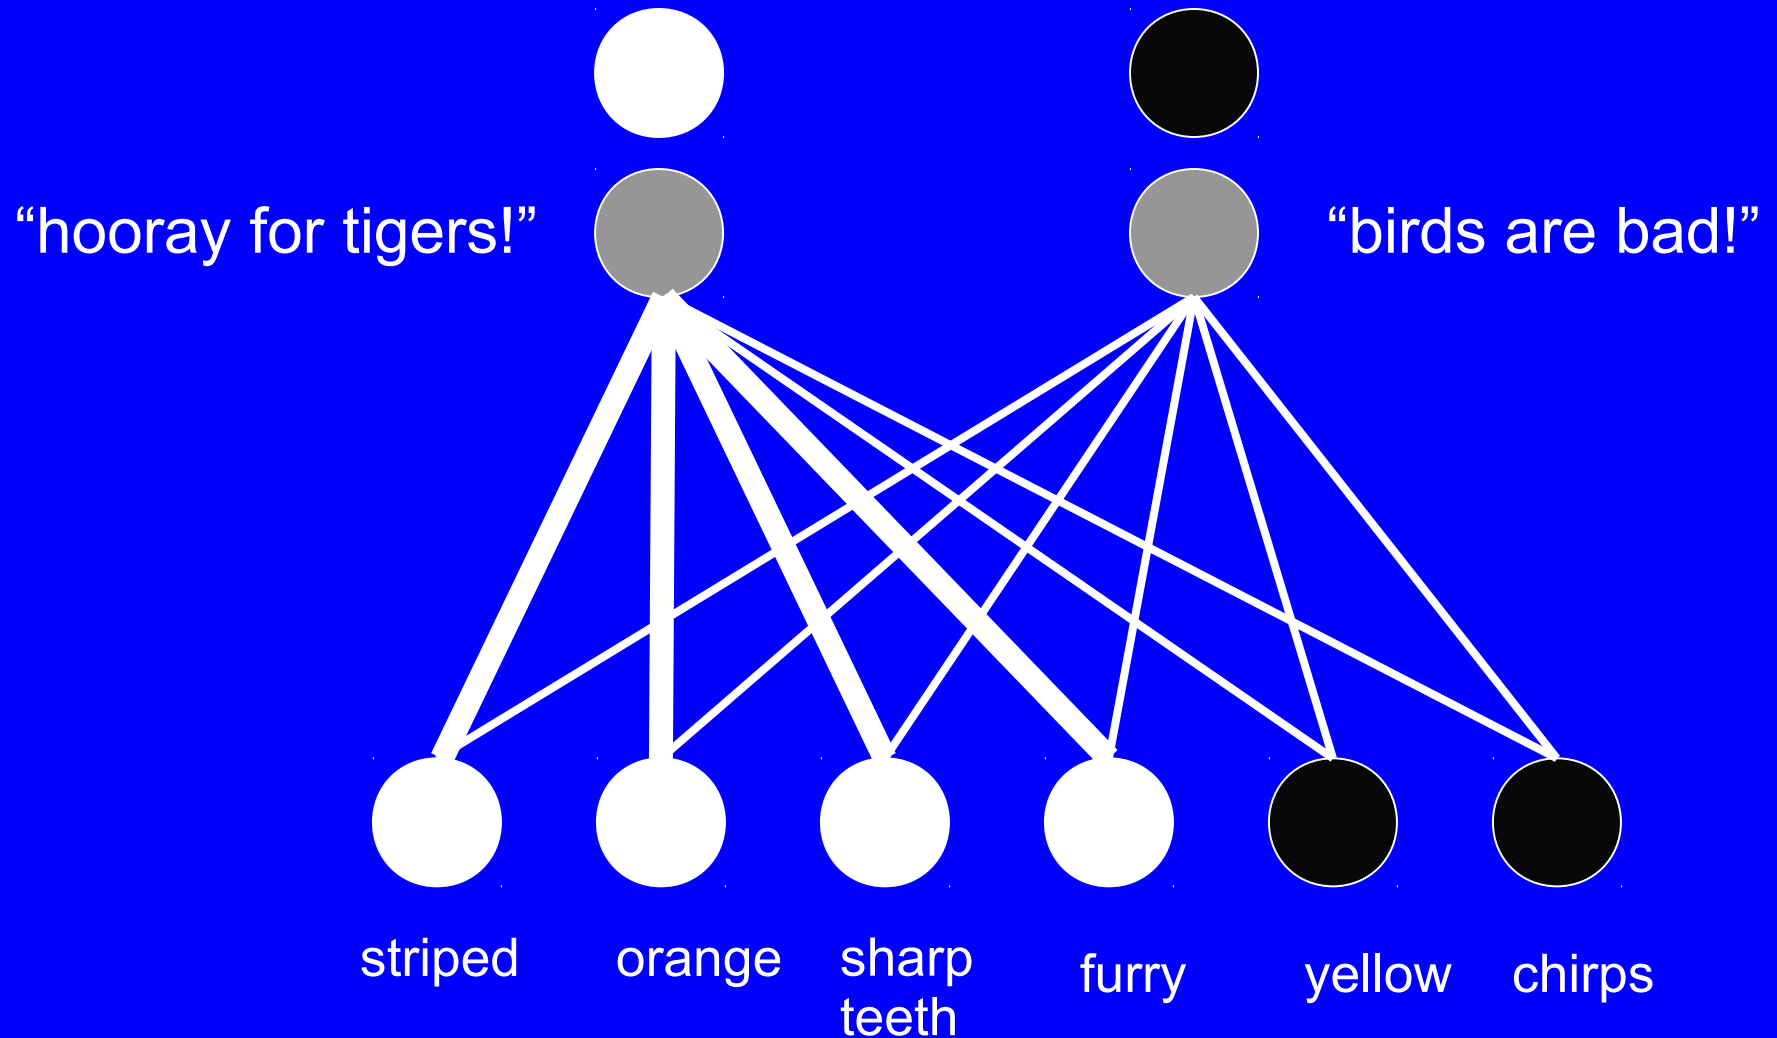 “hooray for tigers!”
“birds are bad!”
striped
orange
sharp
teeth
furry
yellow
chirps